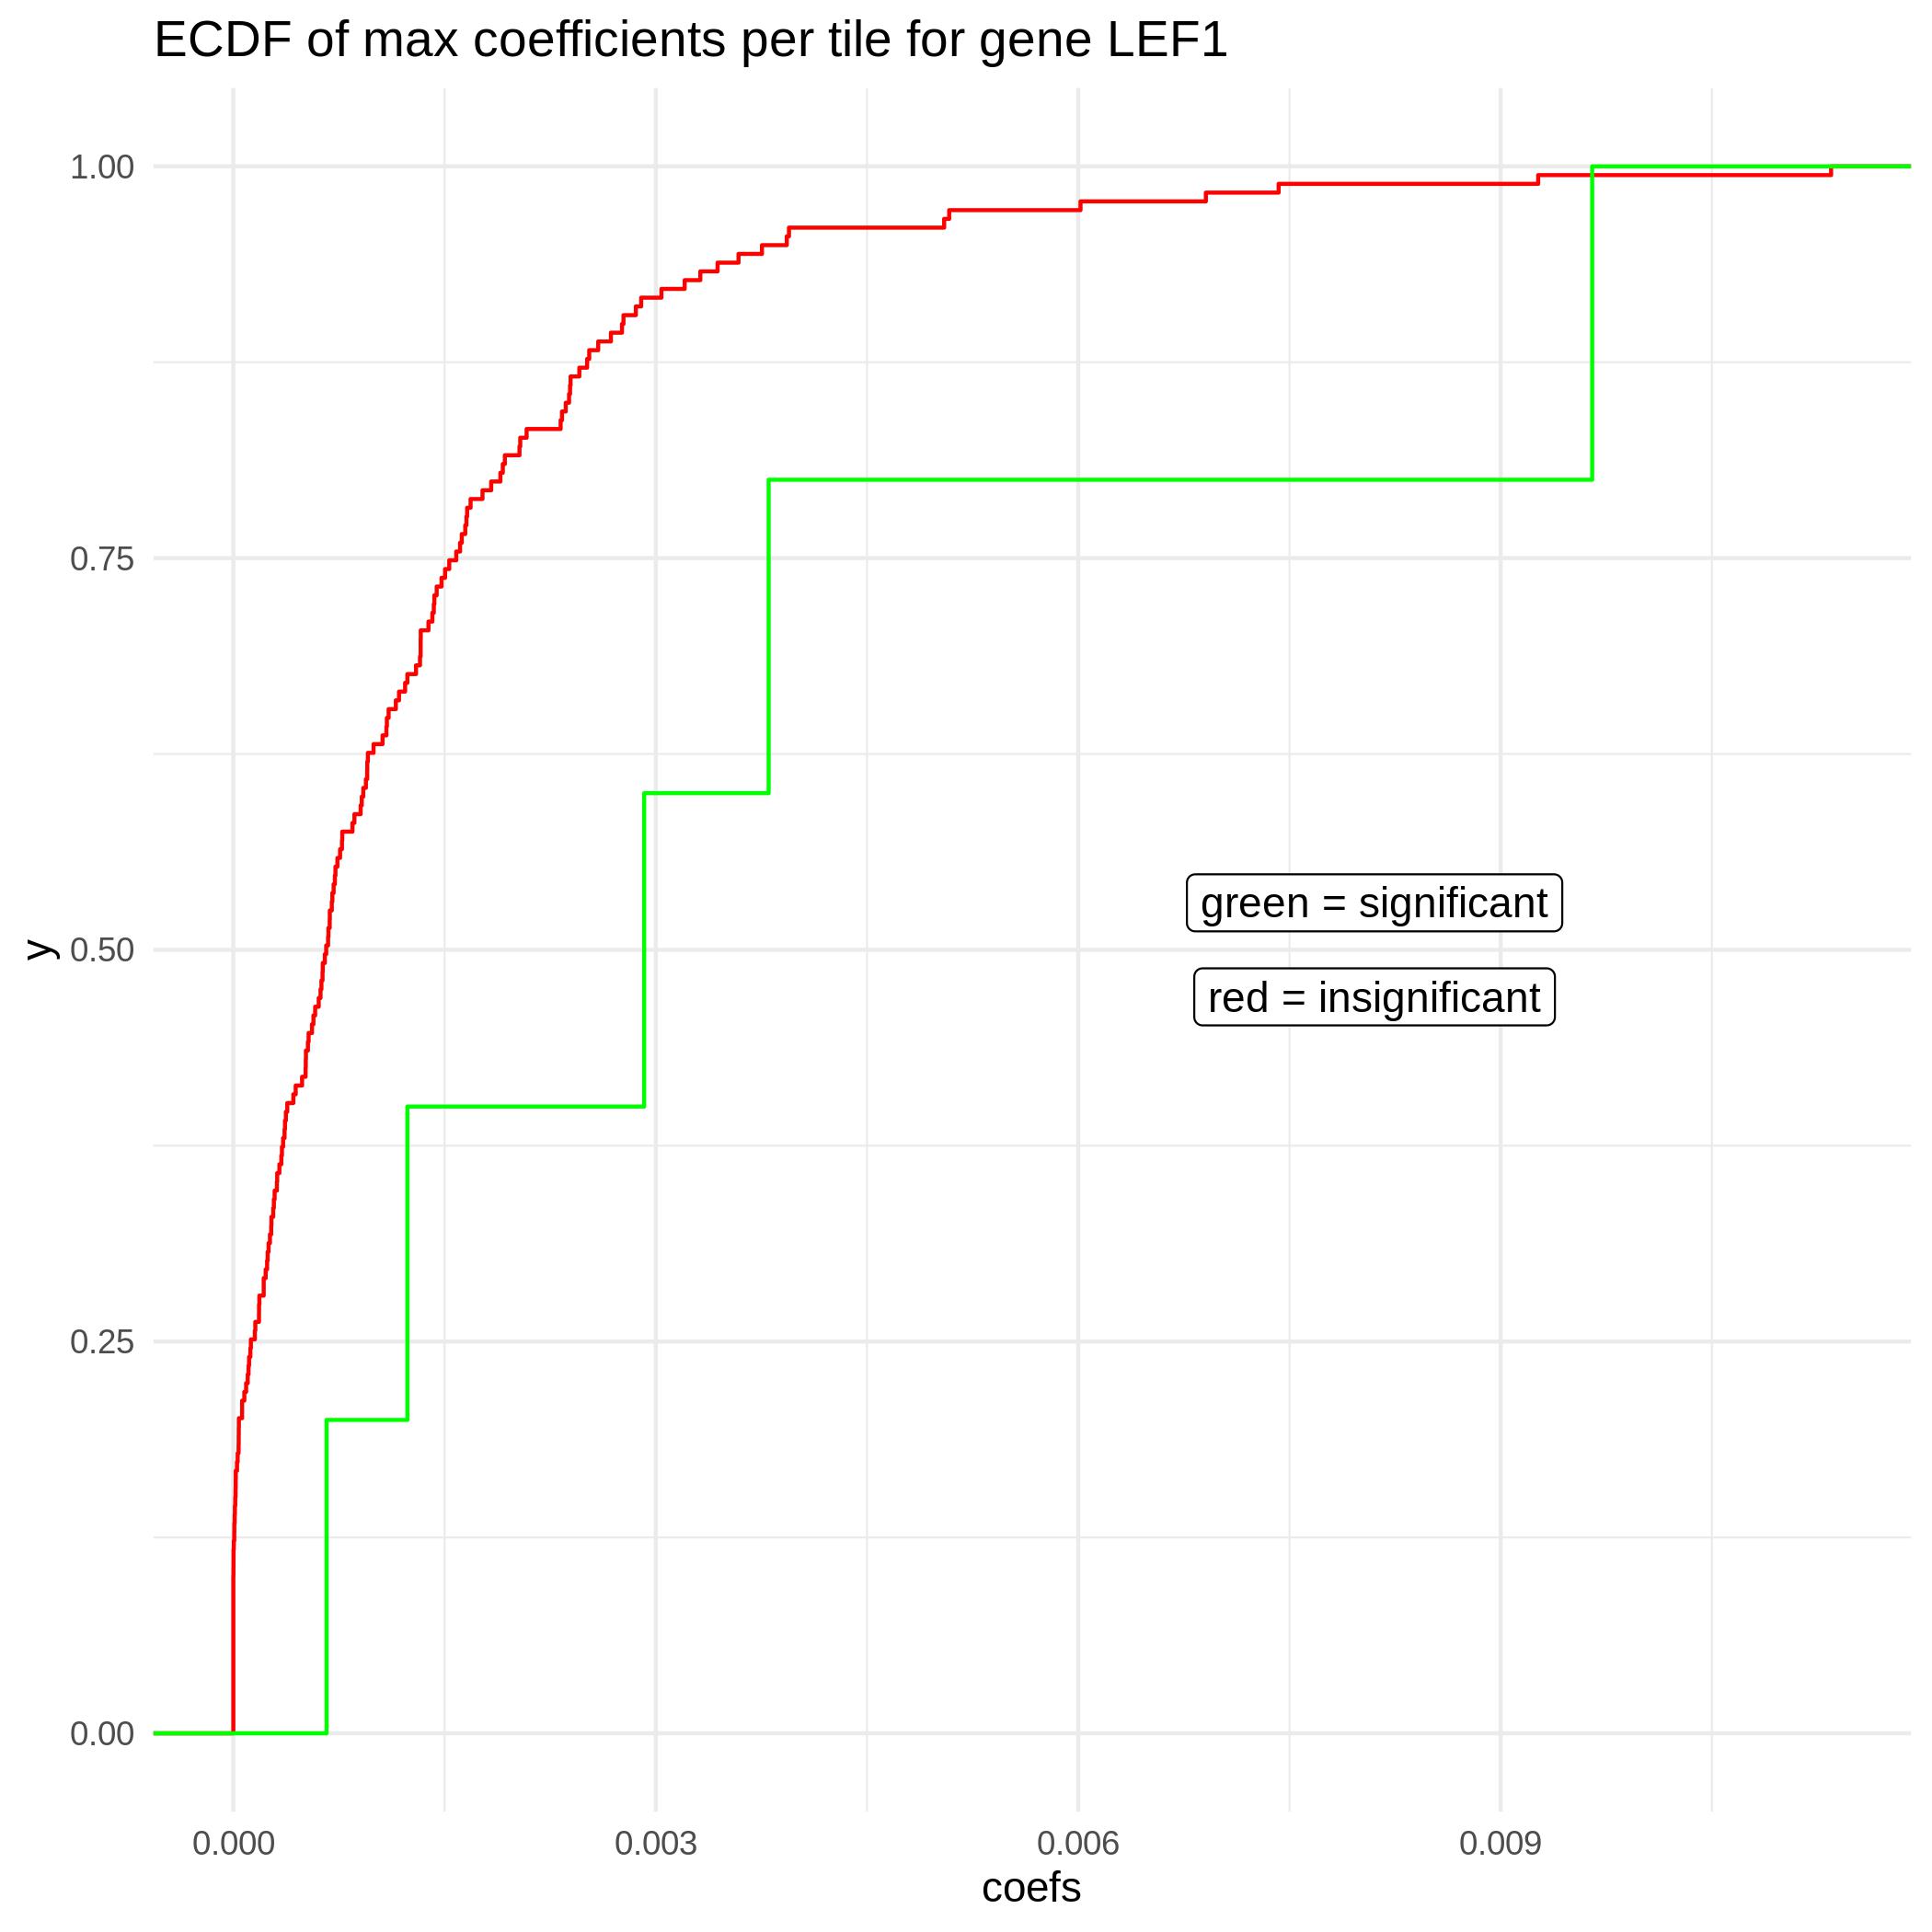 ECDF of max coefficients per tile for gene LEF1
1.00
0.75
0.50
0.25
0.00
y
green = significant
red = insignificant
0.000 0.003 0.006 0.009
coefs